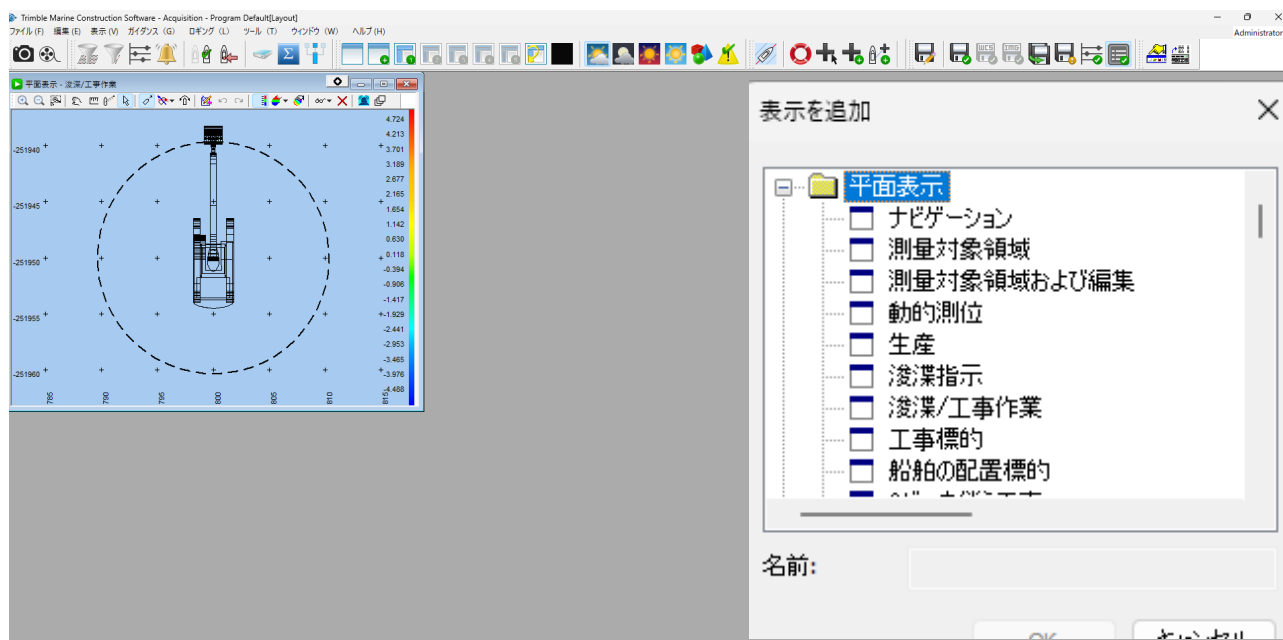 Trimble Marine Construction Software - Acquisition - Program Default[Layout]
ファイル (F) 編集 (E) 表示 (V) ガイダンス (G) ロギング (L) ツール (T) ウィンドウ (W) ヘルプ (H)
Administrator
平面表示 - 浚渫/工事作業
4.724
4.213
3.701
3.189
2.677
2.165
1.654
1.142
0.630
0.118
-0.394
-0.906
-1.417
-1.929
-2.441
-2.953
-3.465
-3.976
-4.488
-251940
-251945
-251950
-251955
-251960
785 790 795 800 805 810 815
表示を追加
平面表示
ナビゲーション
測量対象領域
測量対象領域および編集
動的測位
生産
浚渫指示
浚渫/工事作業
工事標的
船舶の配置標的
名前:
OK キャンセル